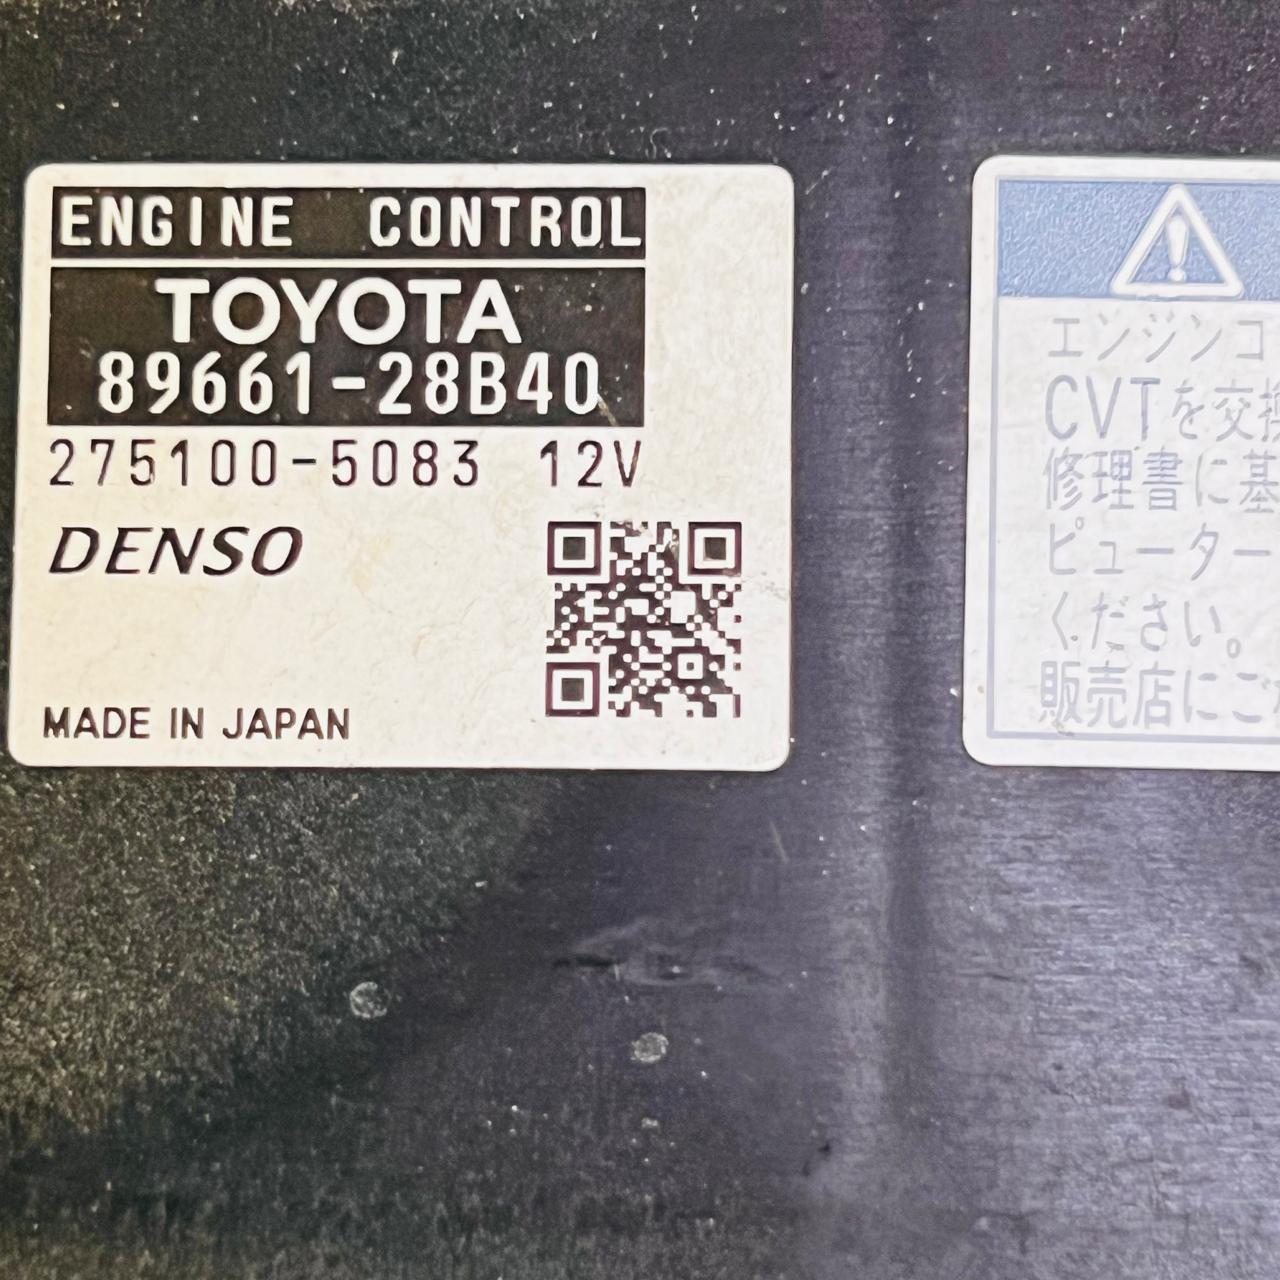 ENGINE CONTROL
TOYOTA
89661-28B40
275100-5083 12V
DENSO
MADE IN JAPAN
エンジンコ
CVTを交換
修理書に基
ピューター
ください。
販売店にご